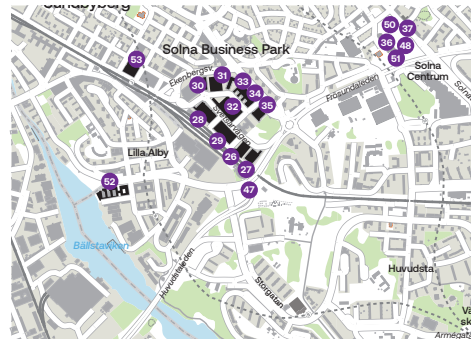 Sundbyberg
50
37
36
48
51
Solna Business Park
53
Solna
Centrum
Ekenbergsv.
31
33
30
34
Frösundaleden
32
35
28
29
Lilla Alby
26
27
52
47
Bällstaviken
Huvudsta
Huvudstaleden
Storgatan